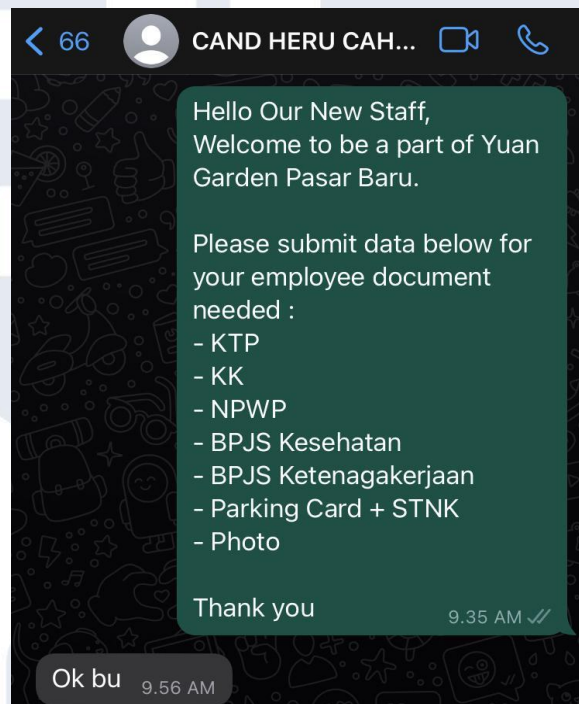 66 CAND HERU CAH...
Hello Our New Staff,
Welcome to be a part of Yuan
Garden Pasar Baru.
Please submit data below for
your employee document
needed :
- KTP
- KK
- NPWP
- BPJS Kesehatan
- BPJS Ketenagakerjaan
- Parking Card + STNK
- Photo
Thank you
9.35 AM
Ok bu 9.56 AM